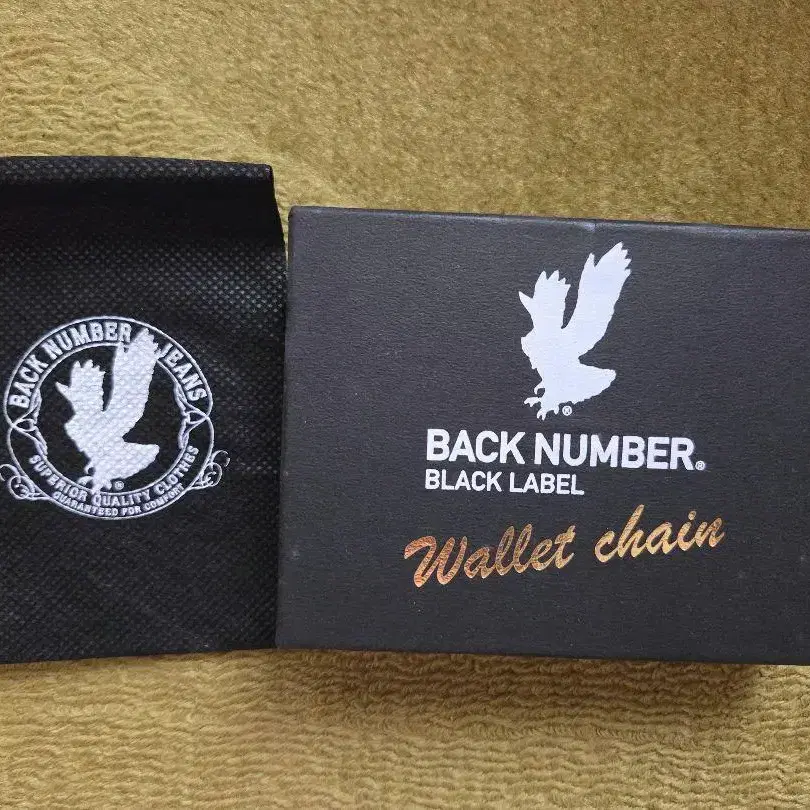 BACK NUMBER JEANS
®
SUPERIOR QUALITY CLOTHES
GUARANTEED FOR COMFORT
®
BACK NUMBER®
BLACK LABEL
Wallet chain